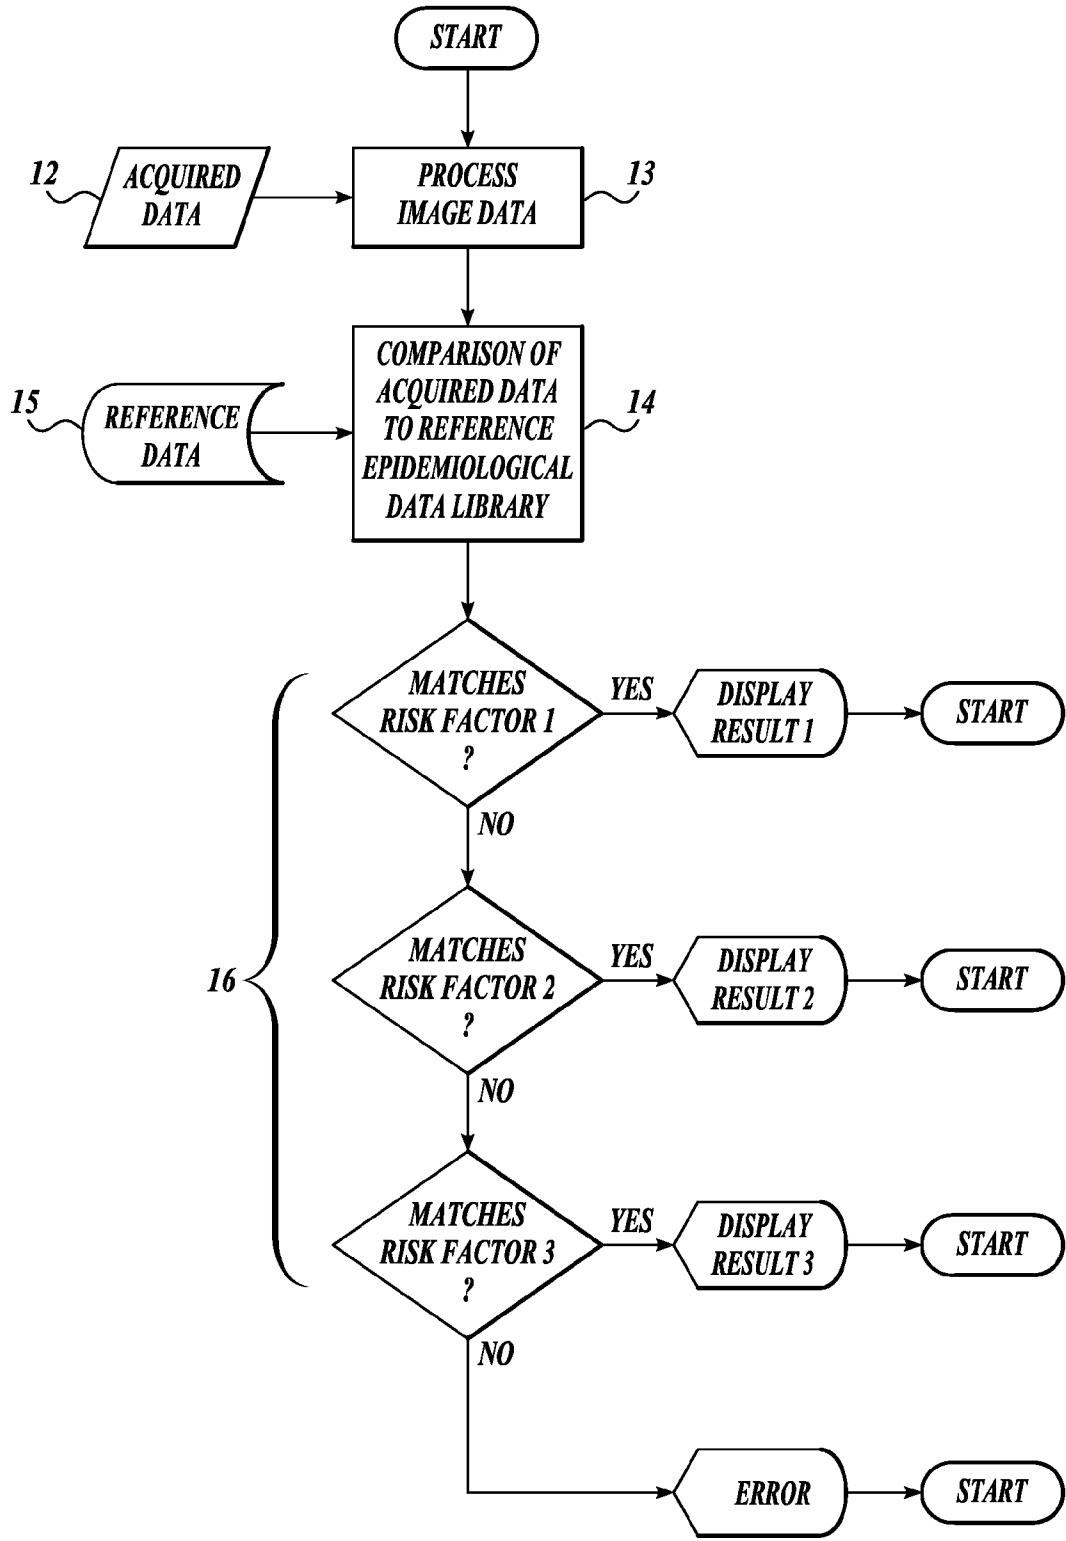 START
12
ACQUIRED
DATA
PROCESS
IMAGE DATA
13
15
REFERENCE
DATA
COMPARISON OF
ACQUIRED DATA
TO REFERENCE
EPIDEMIOLOGICAL
DATA LIBRARY
14
16
MATCHES
RISK FACTOR 1
?
YES
DISPLAY
RESULT 1
START
NO
MATCHES
RISK FACTOR 2
?
YES
DISPLAY
RESULT 2
START
NO
MATCHES
RISK FACTOR 3
?
YES
DISPLAY
RESULT 3
START
NO
ERROR
START